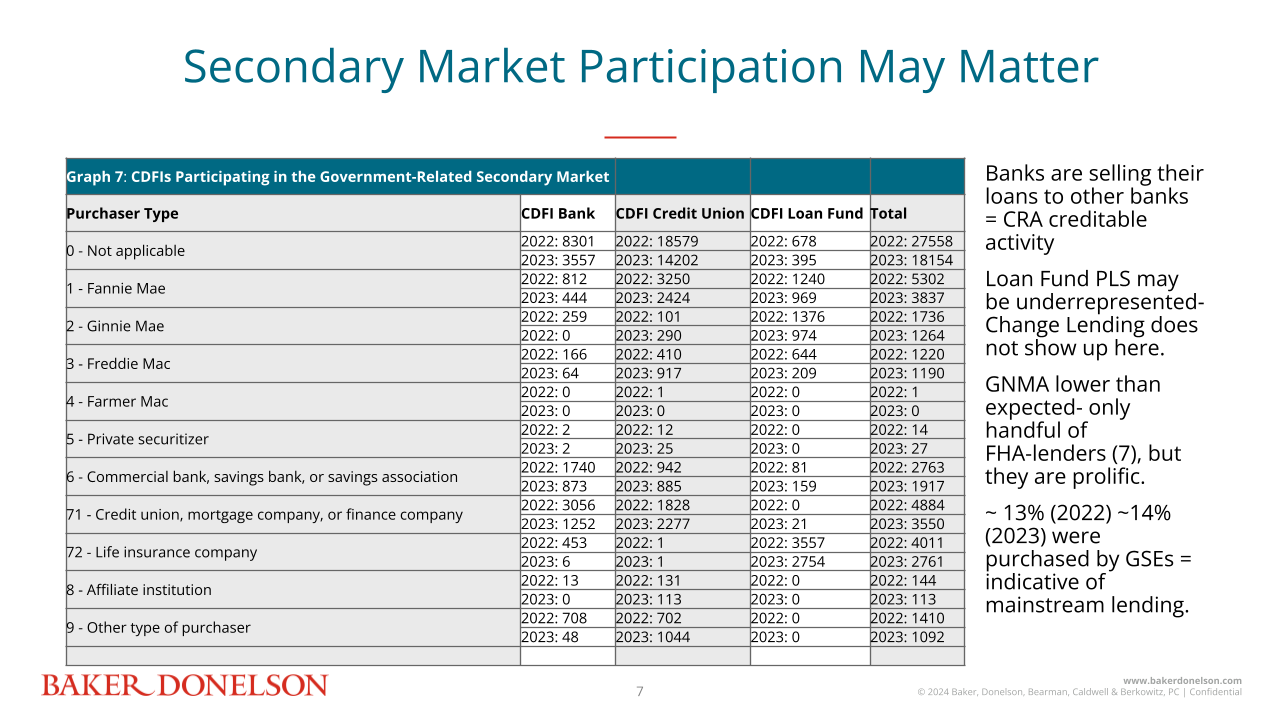 Secondary Market Participation May Matter
Graph 7: CDFIs Participating in the Government-Related Secondary Market
Purchaser Type CDFI Bank CDFI Credit Union CDFI Loan Fund Total
0 - Not applicable
2022: 8301 2022: 18579 2022: 678 2022: 27558
2023: 3557 2023: 14202 2023: 395 2023: 18154
1 - Fannie Mae
2022: 812 2022: 3250 2022: 1240 2022: 5302
2023: 444 2023: 2424 2023: 969 2023: 3837
2 - Ginnie Mae
2022: 259 2022: 101 2022: 1376 2022: 1736
2022: 0 2023: 290 2023: 974 2023: 1264
3 - Freddie Mac
2022: 166 2022: 410 2022: 644 2022: 1220
2023: 64 2023: 917 2023: 209 2023: 1190
4 - Farmer Mac
2022: 0 2022: 1 2022: 0 2022: 1
2023: 0 2023: 0 2023: 0 2023: 0
5 - Private securitizer
2022: 2 2022: 12 2022: 0 2022: 14
2023: 2 2023: 25 2023: 0 2023: 27
6 - Commercial bank, savings bank, or savings association
2022: 1740 2022: 942 2022: 81 2022: 2763
2023: 873 2023: 885 2023: 159 2023: 1917
71 - Credit union, mortgage company, or finance company
2022: 3056 2022: 1828 2022: 0 2022: 4884
2023: 1252 2023: 2277 2023: 21 2023: 3550
72 - Life insurance company
2022: 453 2022: 1 2022: 3557 2022: 4011
2023: 6 2023: 1 2023: 2754 2023: 2761
8 - Affiliate institution
2022: 13 2022: 131 2022: 0 2022: 144
2023: 0 2023: 113 2023: 0 2023: 113
9 - Other type of purchaser
2022: 708 2022: 702 2022: 0 2022: 1410
2023: 48 2023: 1044 2023: 0 2023: 1092
Banks are selling their
loans to other banks
= CRA creditable
activity
Loan Fund PLS may
be underrepresented-
Change Lending does
not show up here.
GNMA lower than
expected- only
handful of
FHA-lenders (7), but
they are prolific.
~ 13% (2022) ~14%
(2023) were
purchased by GSEs =
indicative of
mainstream lending.
BAKER DONELSON
7
www.bakerdonelson.com
© 2024 Baker, Donelson, Bearman, Caldwell & Berkowitz, PC | Confidential